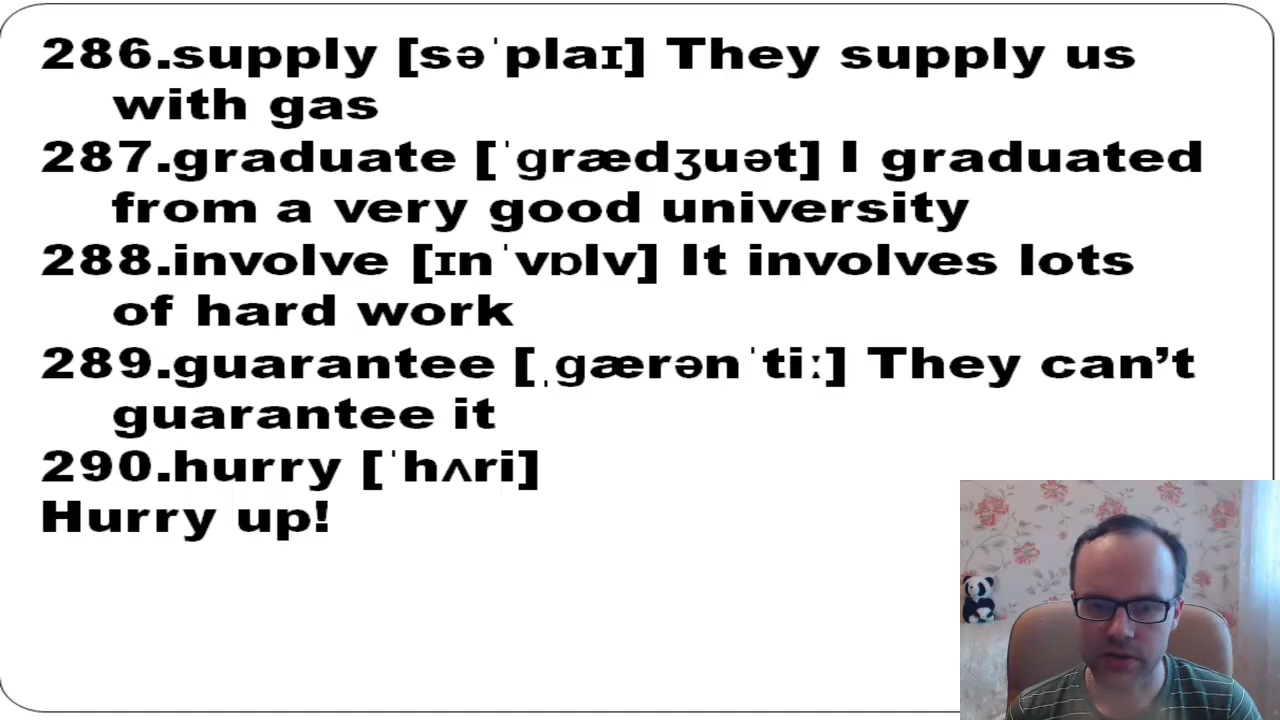 286.supply [səˈplaɪ] They supply us
with gas
287.graduate [ˈɡrædʒuət] I graduated
from a very good university
288.involve [ɪnˈvɒlv] It involves lots
of hard work
289.guarantee [ˌɡærənˈtiː] They can’t
guarantee it
290.hurry [ˈhʌri]
Hurry up!